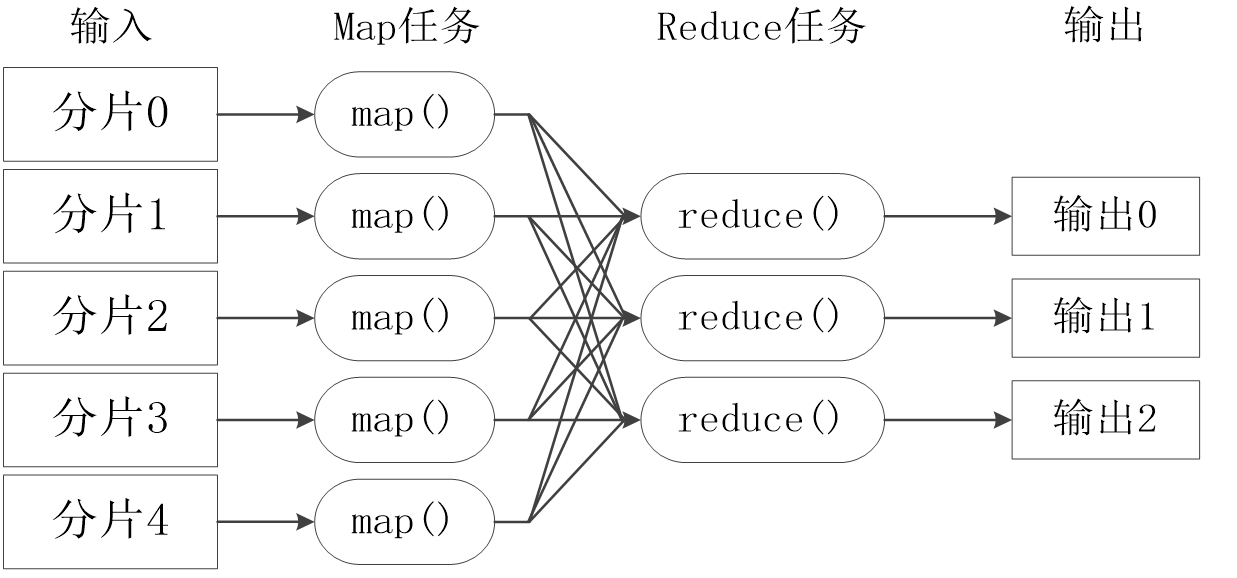 输入 Map任务 Reduce任务 输出
分片0 map()
分片1 map() reduce() 输出0
分片2 map() reduce() 输出1
分片3 map() reduce() 输出2
分片4 map()